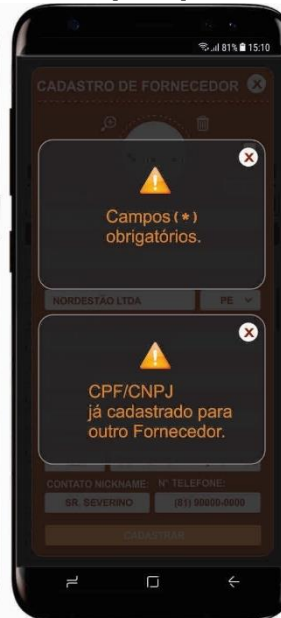 81% 15:10
CADASTRO DE FORNECEDOR X
X
Campos (*)
obrigatórios.
NORDESTÃO LTDA PE
X
CPF/CNPJ
já cadastrado para
outro Fornecedor.
CONTATO NICKNAME: Nº TELEFONE:
SR. SEVERINO (81) 90000-0000
CADASTRAR